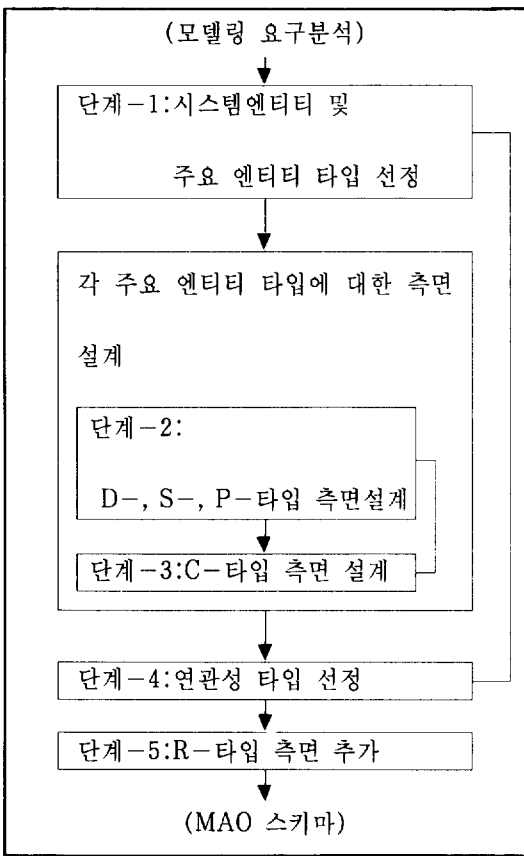 (모델링 요구분석)
단계-1:시스템엔티티 및
주요 엔티티 타입 선정
각 주요 엔티티 타입에 대한 측면
설계
단계-2:
D-, S-, P-타입 측면설계
단계-3:C-타입 측면 설계
단계-4:연관성 타입 선정
단계-5:R-타입 측면 추가
(MAO 스키마)